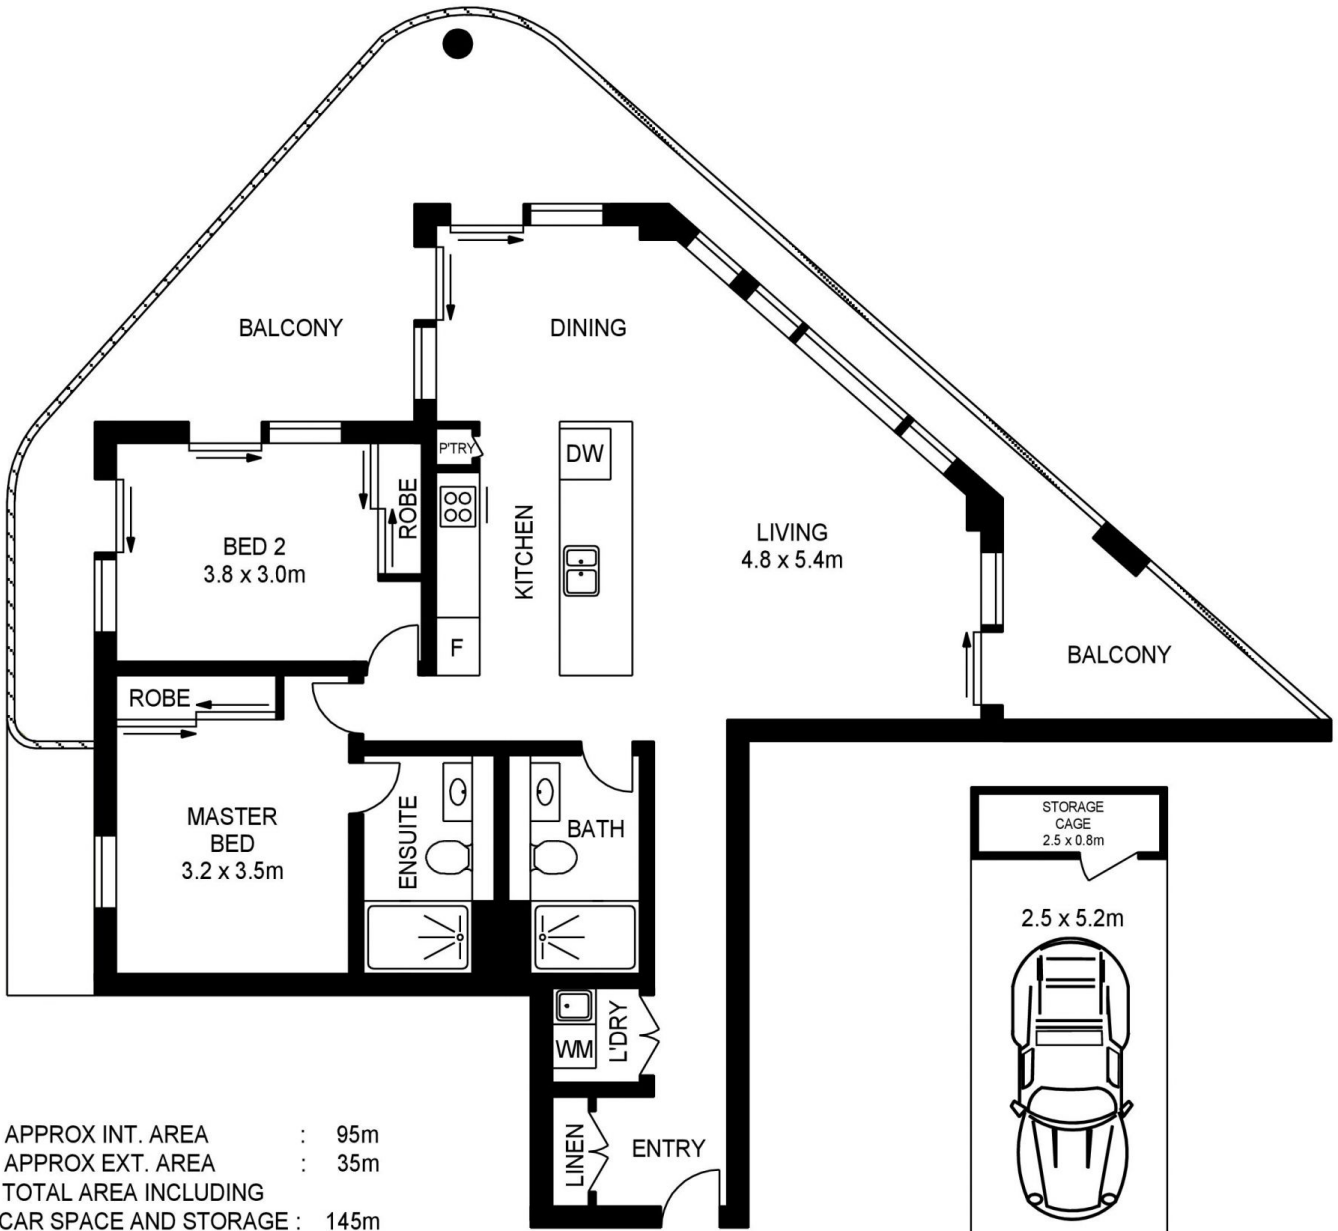 BALCONY
DINING
P'TRY
DW
KITCHEN
ROBE
BED 2
3.8 x 3.0m
LIVING
4.8 x 5.4m
F
BALCONY
ROBE
MASTER
BED
3.2 x 3.5m
ENSUITE
BATH
STORAGE
CAGE
2.5 x 0.8m
2.5 x 5.2m
L'DRY
WM
LINEN
ENTRY
APPROX INT. AREA : 95m
APPROX EXT. AREA : 35m
TOTAL AREA INCLUDING
CAR SPACE AND STORAGE : 145m